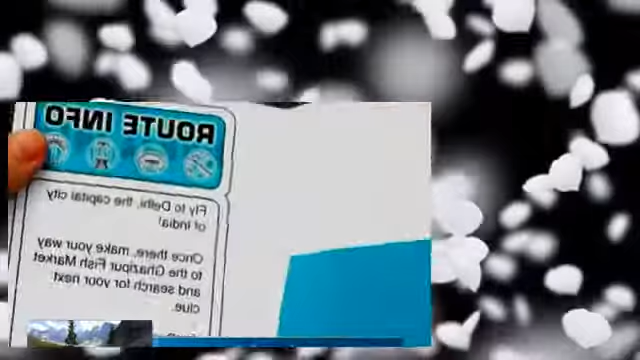 ROUTE INFO
Fly to Delhi, the capital city
of India!
Once there, make your way
to the Ghazipur Fish Market
and search for your next
clue.